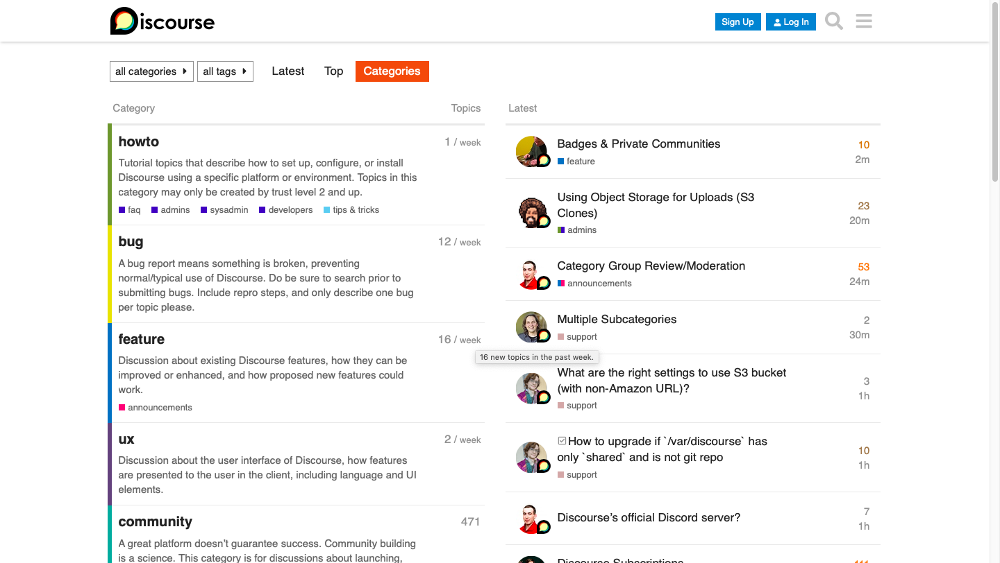 Discourse
Sign Up
Log In
all categories
all tags
Latest
Top
Categories
Category
Topics
howto
1 / week
Tutorial topics that describe how to set up, configure, or install
Discourse using a specific platform or environment. Topics in this
category may only be created by trust level 2 and up.
faq admins sysadmin developers tips & tricks
bug
12 / week
A bug report means something is broken, preventing
normal/typical use of Discourse. Do be sure to search prior to
submitting bugs. Include repro steps, and only describe one bug
per topic please.
feature
16 / week
16 new topics in the past week.
Discussion about existing Discourse features, how they can be
improved or enhanced, and how proposed new features could
work.
announcements
ux
2 / week
Discussion about the user interface of Discourse, how features
are presented to the user in the client, including language and UI
elements.
community
471
A great platform doesn’t guarantee success. Community building
is a science. This category is for discussions about launching,
Latest
Badges & Private Communities
10
feature
2m
Using Object Storage for Uploads (S3
Clones)
23
20m
admins
Category Group Review/Moderation
53
announcements
24m
Multiple Subcategories
2
support
30m
What are the right settings to use S3 bucket
(with non-Amazon URL)?
3
1h
support
How to upgrade if `/var/discourse` has
only `shared` and is not git repo
10
1h
support
Discourse’s official Discord server?
7
1h
Discourse Subscriptions
111